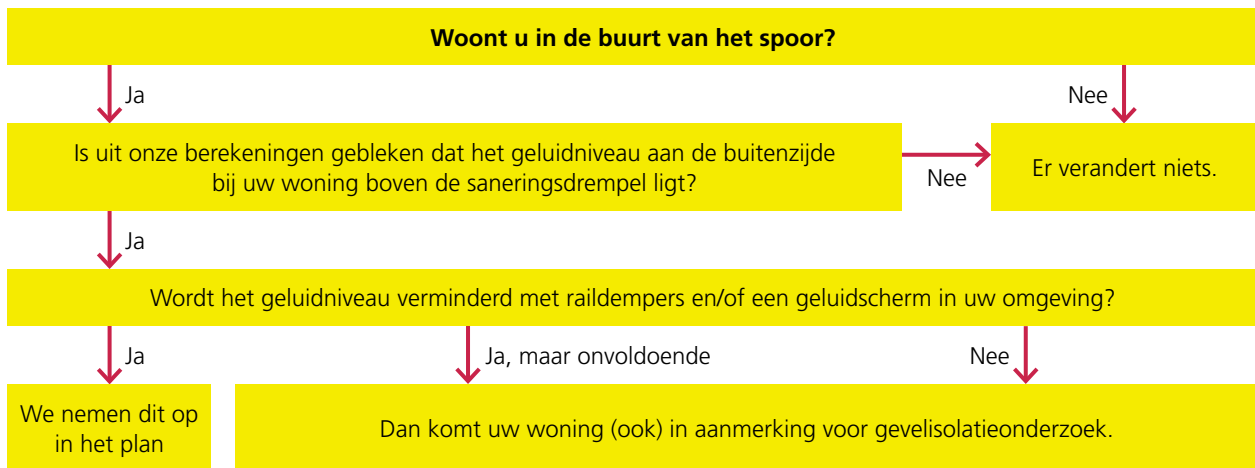 Woont u in de buurt van het spoor?
Ja
Nee
Is uit onze berekeningen gebleken dat het geluidniveau aan de buitenzijde
bij uw woning boven de saneringsdrempel ligt?
Nee
Er verandert niets.
Ja
Wordt het geluidniveau verminderd met raildempers en/of een geluidscherm in uw omgeving?
Ja
Ja, maar onvoldoende
Nee
We nemen dit op
in het plan
Dan komt uw woning (ook) in aanmerking voor gevelisolatieonderzoek.